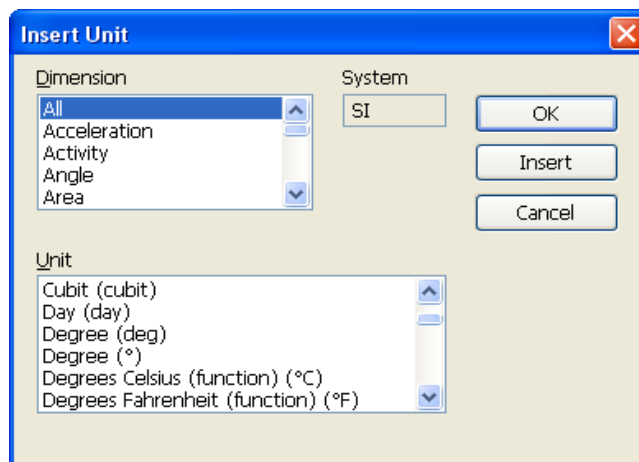 Insert Unit
Dimension
System
All
Acceleration
Activity
Angle
Area
SI
OK
Insert
Cancel
Unit
Cubit (cubit)
Day (day)
Degree (deg)
Degree (°)
Degrees Celsius (function) (°C)
Degrees Fahrenheit (function) (°F)